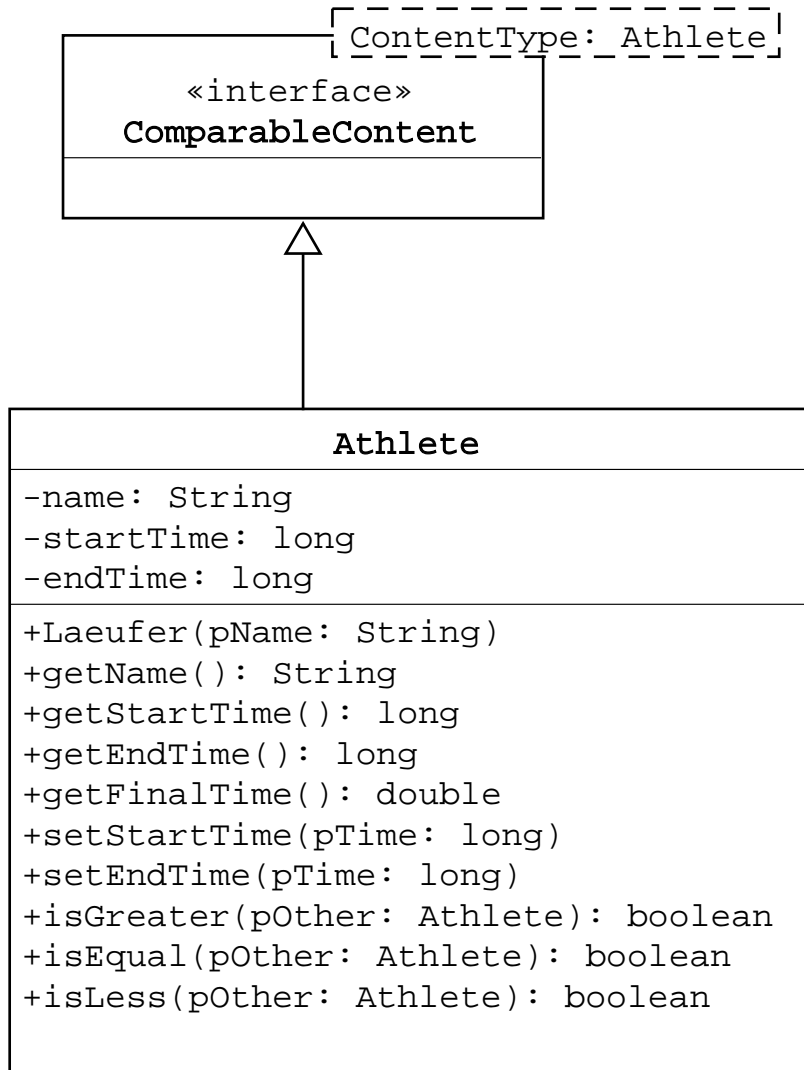 ContentType: Athlete
«interface»
ComparableContent
Athlete
-name: String
-startTime: long
-endTime: long
+Laeufer(pName: String)
+getName(): String
+getStartTime(): long
+getEndTime(): long
+getFinalTime(): double
+setStartTime(pTime: long)
+setEndTime(pTime: long)
+isGreater(pOther: Athlete): boolean
+isEqual(pOther: Athlete): boolean
+isLess(pOther: Athlete): boolean